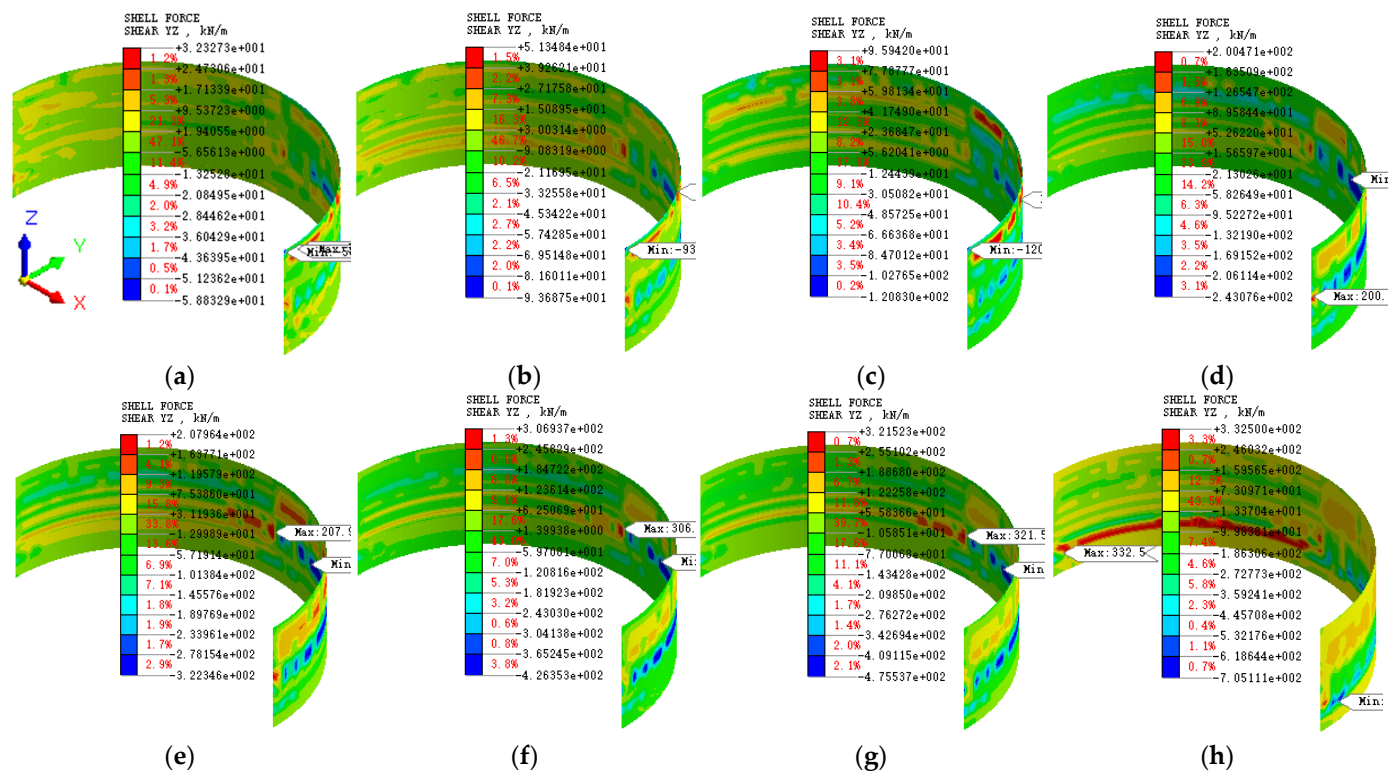 SHELL FORCE
SHEAR YZ , kN/m
+3.23273e+001
1.2%
+2.47306e+001
1.3%
+1.71339e+001
5.3%
+9.53723e+000
21.3%
+1.94055e+000
47.1%
-5.65613e+000
11.4%
-1.32528e+001
4.9%
-2.08495e+001
2.0%
-2.84462e+001
3.2%
-3.60429e+001
1.7%
-4.36395e+001
0.5%
-5.12362e+001
0.1%
-5.88329e+001
Z
Y
X
(a)
SHELL FORCE
SHEAR YZ , kN/m
+5.13484e+001
1.5%
+3.92621e+001
2.2%
+2.71758e+001
7.3%
+1.50895e+001
16.3%
+3.00314e+000
46.7%
-9.08319e+000
10.2%
-2.11695e+001
6.5%
-3.32558e+001
2.1%
-4.53422e+001
2.7%
-5.74285e+001
2.2%
-6.95148e+001
2.0%
-8.16011e+001
0.1%
-9.36875e+001
Min:-93
(b)
SHELL FORCE
SHEAR YZ , kN/m
+9.59420e+001
3.1%
+7.78777e+001
+5.98134e+001
3.8%
+4.17490e+001
12.3%
+2.36847e+001
8.2%
+5.62041e+000
-1.24439e+001
9.1%
-3.05082e+001
10.4%
-4.85725e+001
5.2%
-6.66368e+001
3.4%
-8.47012e+001
3.5%
-1.02765e+002
0.2%
-1.20830e+002
Min:-120
(c)
SHELL FORCE
SHEAR YZ , kN/m
+2.00471e+002
0.7%
+1.63509e+002
+1.26547e+002
+8.95844e+001
+5.26220e+001
15.0%
+1.56597e+001
-2.13026e+001
14.2%
-5.82649e+001
6.3%
-9.52272e+001
4.6%
-1.32190e+002
3.5%
-1.69152e+002
2.2%
-2.06114e+002
3.1%
-2.43076e+002
Min
Max:200.
(d)
SHELL FORCE
SHEAR YZ , kN/m
+2.07964e+002
1.2%
+1.63771e+002
+1.19579e+002
+7.53860e+001
15.8%
+3.11936e+001
33.8%
-1.29989e+001
13.6%
-5.71914e+001
6.9%
-1.01384e+002
7.1%
-1.45576e+002
1.8%
-1.89769e+002
1.9%
-2.33961e+002
1.7%
-2.78154e+002
2.9%
-3.22346e+002
Max:207.9
Min
(e)
SHELL FORCE
SHEAR YZ , kN/m
+3.06937e+002
1.3%
+2.45829e+002
+1.84722e+002
+1.23614e+002
+6.25069e+001
17.6%
+1.39938e+000
-5.97081e+001
7.0%
-1.20816e+002
5.3%
-1.81923e+002
3.2%
-2.43030e+002
0.6%
-3.04138e+002
0.8%
-3.65245e+002
3.8%
-4.26353e+002
Max:306.
Min
(f)
SHELL FORCE
SHEAR YZ , kN/m
+3.21523e+002
0.7%
+2.55102e+002
+1.88680e+002
+1.22258e+002
+5.58366e+001
39.7%
-1.05851e+001
17.6%
-7.70068e+001
11.1%
-1.43428e+002
4.1%
-2.09850e+002
1.7%
-2.76272e+002
1.4%
-3.42694e+002
2.0%
-4.09115e+002
2.1%
-4.75537e+002
Max:321.5
Min
(g)
SHELL FORCE
SHEAR YZ , kN/m
+3.32500e+002
3.3%
+2.46032e+002
0.7%
+1.59565e+002
12.3%
+7.30971e+001
43.5%
-1.33704e+001
-9.98381e+001
7.4%
-1.86306e+002
4.6%
-2.72773e+002
5.8%
-3.59241e+002
2.3%
-4.45708e+002
0.4%
-5.32176e+002
1.1%
-6.18644e+002
0.7%
-7.05111e+002
Max:332.5
Min:
(h)